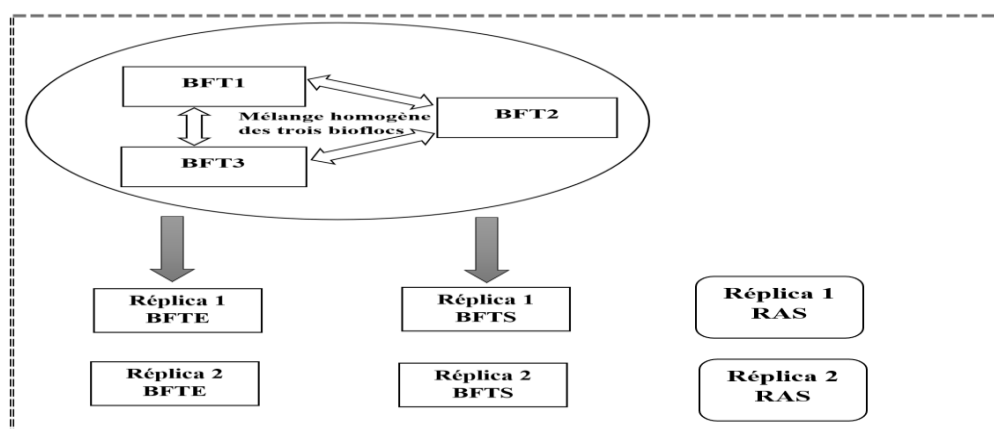 BFT1
Mélange homogène
des trois bioflocs
BFT2
BFT3
Réplica 1
BFTE
Réplica 1
BFTS
Réplica 1
RAS
Réplica 2
BFTE
Réplica 2
BFTS
Réplica 2
RAS